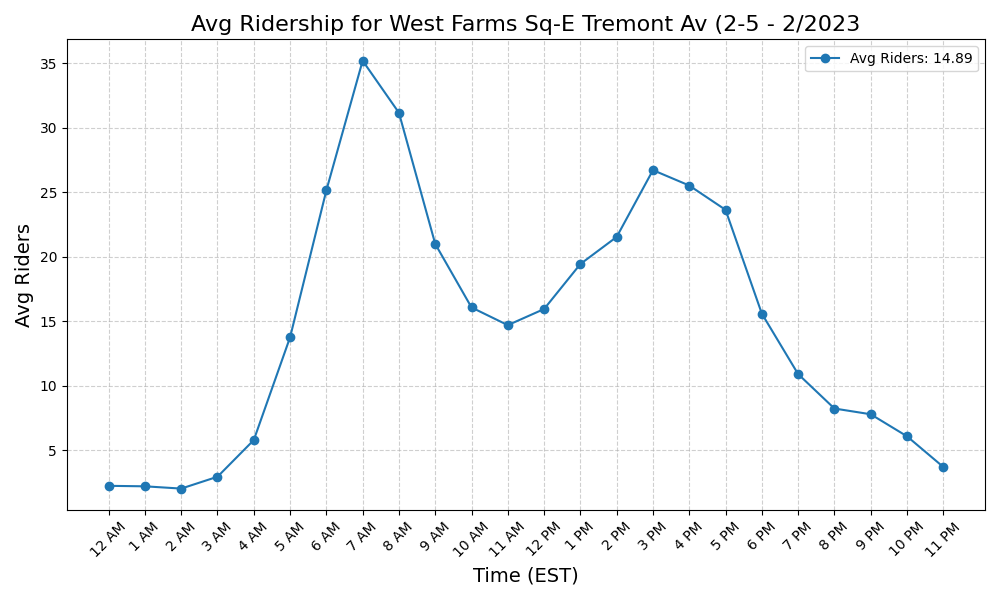 Avg Ridership for West Farms Sq-E Tremont Av (2-5 - 2/2023
Avg Riders: 14.89
Avg Riders
35
30
25
20
15
10
5
12 AM
1 AM
2 AM
3 AM
4 AM
5 AM
6 AM
7 AM
8 AM
9 AM
10 AM
11 AM
12 PM
1 PM
2 PM
3 PM
4 PM
5 PM
6 PM
7 PM
8 PM
9 PM
10 PM
11 PM
Time (EST)